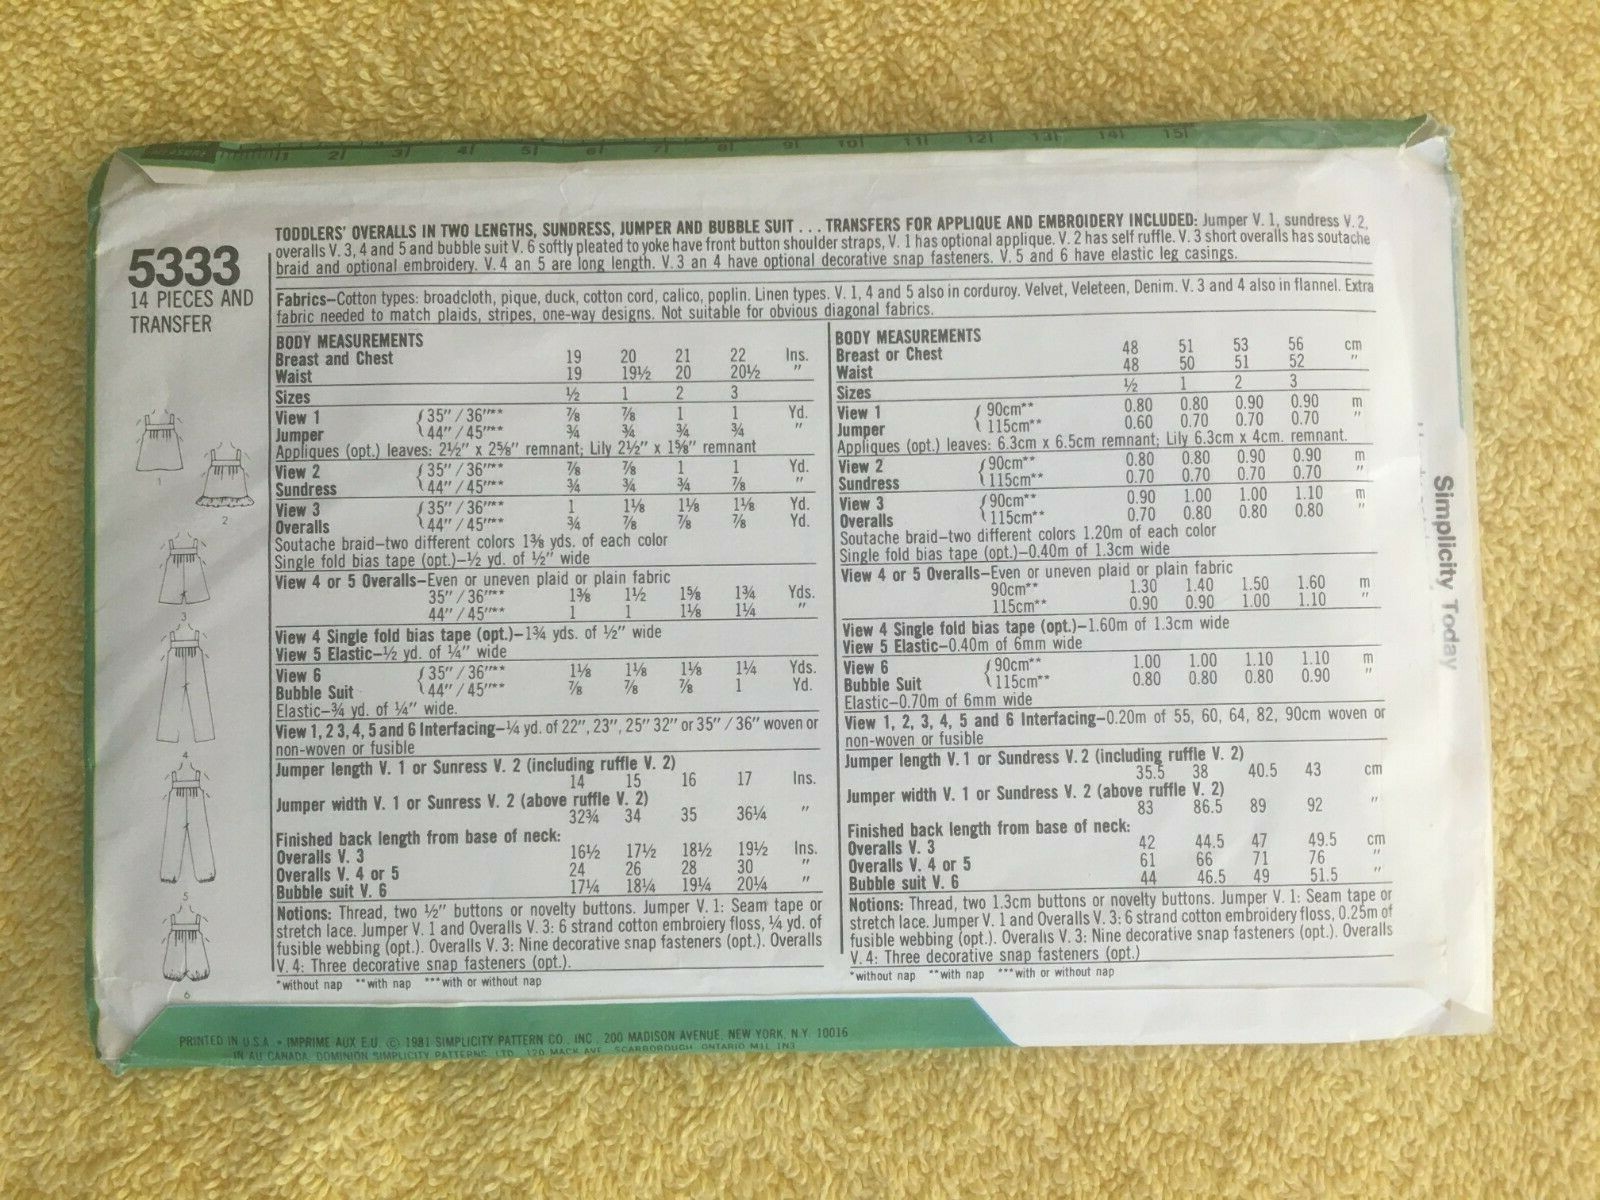 1 2 3 4 5 6 7 8 9 10 11 12 13 14 15
5333
14 PIECES AND
TRANSFER
TODDLERS' OVERALLS IN TWO LENGTHS, SUNDRESS, JUMPER AND BUBBLE SUIT . . . TRANSFERS FOR APPLIQUE AND EMBROIDERY INCLUDED: Jumper V. 1, sundress V. 2,
overalls V. 3, 4 and 5 and bubble suit V. 6 softly pleated to yoke have front button shoulder straps, V. 1 has optional applique. V. 2 has self ruffle. V. 3 short overalls has soutache
braid and optional embroidery. V. 4 an 5 are long length. V. 3 an 4 have optional decorative snap fasteners. V. 5 and 6 have elastic leg casings.
Fabrics—Cotton types: broadcloth, pique, duck, cotton cord, calico, poplin. Linen types. V. 1, 4 and 5 also in corduroy. Velvet, Veleteen, Denim. V. 3 and 4 also in flannel. Extra
fabric needed to match plaids, stripes, one-way designs. Not suitable for obvious diagonal fabrics.
BODY MEASUREMENTS
Breast and Chest 19 20 21 22 Ins.
Waist 19 19½ 20 20½ "
Sizes ½ 1 2 3
View 1 35" / 36"** ⅞ ⅞ 1 1 Yd.
Jumper 44" / 45"** ¾ ¾ ¾ ¾ "
Appliques (opt.) leaves: 2½" x 2⅝" remnant; Lily 2½" x 1⅝" remnant
View 2 35" / 36"** ⅞ ⅞ 1 1 Yd.
Sundress 44" / 45"** ¾ ¾ ¾ ⅞ "
View 3 35" / 36"** 1 1⅛ 1⅛ 1⅛ Yd.
Overalls 44" / 45"** ¾ ⅞ ⅞ ⅞ Yd.
Soutache braid—two different colors 1⅜ yds. of each color
Single fold bias tape (opt.)—½ yd. of ½" wide
View 4 or 5 Overalls—Even or uneven plaid or plain fabric
35" / 36"** 1⅜ 1½ 1⅝ 1¾ Yds.
44" / 45"** 1 1 1⅛ 1¼ "
View 4 Single fold bias tape (opt.)—1¾ yds. of ½" wide
View 5 Elastic—½ yd. of ¼" wide
View 6 35" / 36"** 1⅛ 1⅛ 1⅛ 1¼ Yds.
Bubble Suit 44" / 45"** ⅞ ⅞ ⅞ 1 Yd.
Elastic—¾ yd. of ¼" wide.
View 1, 2 3, 4, 5 and 6 Interfacing—¼ yd. of 22", 23", 25" 32" or 35" / 36" woven or
non-woven or fusible
Jumper length V. 1 or Sunress V. 2 (including ruffle V. 2)
14 15 16 17 Ins.
Jumper width V. 1 or Sunress V. 2 (above ruffle V. 2)
32¾ 34 35 36¼ "
Finished back length from base of neck:
Overalls V. 3 16½ 17½ 18½ 19½ Ins.
Overalls V. 4 or 5 24 26 28 30 "
Bubble suit V. 6 17¼ 18¼ 19¼ 20¼ "
Notions: Thread, two ½" buttons or novelty buttons. Jumper V. 1: Seam tape or
stretch lace. Jumper V. 1 and Overalls V. 3: 6 strand cotton embroiery floss, ¼ yd. of
fusible webbing (opt.). Overalls V. 3: Nine decorative snap fasteners (opt.). Overalls
V. 4: Three decorative snap fasteners (opt.).
*without nap **with nap ***with or without nap
BODY MEASUREMENTS
Breast or Chest 48 51 53 56 cm
Waist 48 50 51 52 "
Sizes ½ 1 2 3
View 1 90cm** 0.80 0.80 0.90 0.90 m
Jumper 115cm** 0.60 0.70 0.70 0.70 "
Appliques (opt.) leaves: 6.3cm x 6.5cm remnant; Lily 6.3cm x 4cm. remnant.
View 2 90cm** 0.80 0.80 0.90 0.90 m
Sundress 115cm** 0.70 0.70 0.70 0.70 "
View 3 90cm** 0.90 1.00 1.00 1.10 m
Overalls 115cm** 0.70 0.80 0.80 0.80 "
Soutache braid—two different colors 1.20m of each color
Single fold bias tape (opt.)—0.40m of 1.3cm wide
View 4 or 5 Overalls—Even or uneven plaid or plain fabric
90cm** 1.30 1.40 1.50 1.60 m
115cm** 0.90 0.90 1.00 1.10 "
View 4 Single fold bias tape (opt.)—1.60m of 1.3cm wide
View 5 Elastic—0.40m of 6mm wide
View 6 90cm** 1.00 1.00 1.10 1.10 m
Bubble Suit 115cm** 0.80 0.80 0.80 0.90 "
Elastic—0.70m of 6mm wide
View 1, 2, 3, 4, 5 and 6 Interfacing—0.20m of 55, 60, 64, 82, 90cm woven or
non-woven or fusible
Jumper length V. 1 or Sundress V. 2 (including ruffle V. 2)
35.5 38 40.5 43 cm
Jumper width V. 1 or Sundress V. 2 (above ruffle V. 2)
83 86.5 89 92 "
Finished back length from base of neck:
Overalls V. 3 42 44.5 47 49.5 cm
Overalls V. 4 or 5 61 66 71 76 "
Bubble suit V. 6 44 46.5 49 51.5 "
Notions: Thread, two 1.3cm buttons or novelty buttons. Jumper V. 1: Seam tape or
stretch lace. Jumper V. 1 and Overalls V. 3: 6 strand cotton embroidery floss, 0.25m of
fusible webbing (opt.). Overalls V. 3: Nine decorative snap fasteners (opt.). Overalls
V. 4: Three decorative snap fasteners (opt.)
*without nap **with nap ***with or without nap
1
2
3
4
5
6
Simplicity Today
PRINTED IN U.S.A. • IMPRIME AUX E.U. © 1981 SIMPLICITY PATTERN CO. INC. 200 MADISON AVENUE, NEW YORK, N.Y. 10016
IN AU CANADA, DOMINION SIMPLICITY PATTERNS, LTD. 120 MACK AVE. SCARBOROUGH ONTARIO M1L 1N3